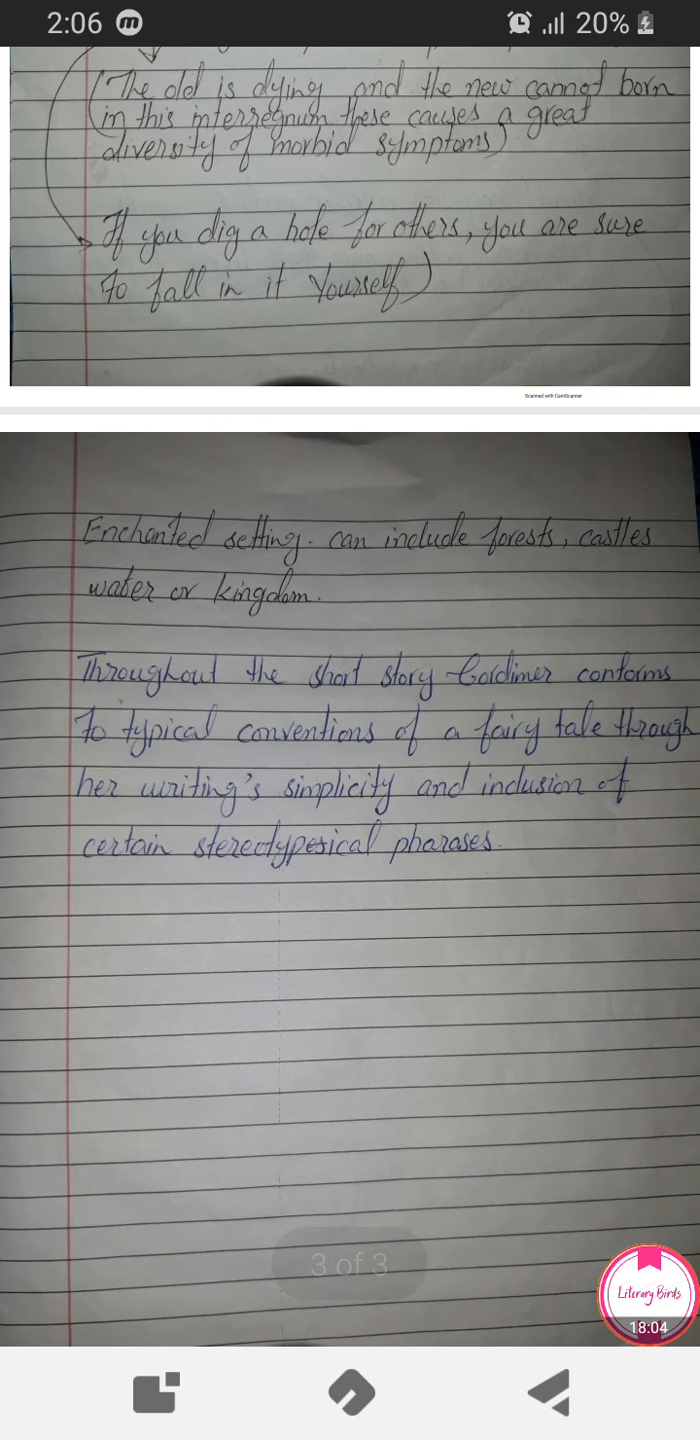 2:06 m 20%
(The old is dying and the new cannot born
in this interregnum these causes a great
diversity of morbid symptoms)
If you dig a hole for others, you are sure
to fall in it Yourself)
Scanned with CamScanner
Enchanted setting - can include forests, castles
water or kingdom.
Throughout the short story Gordimer conforms
to typical conventions of a fairy tale through
her writing's simplicity and inclusion of
certain stereotypesical pharases.
3 of 3
Literary Birds
18:04